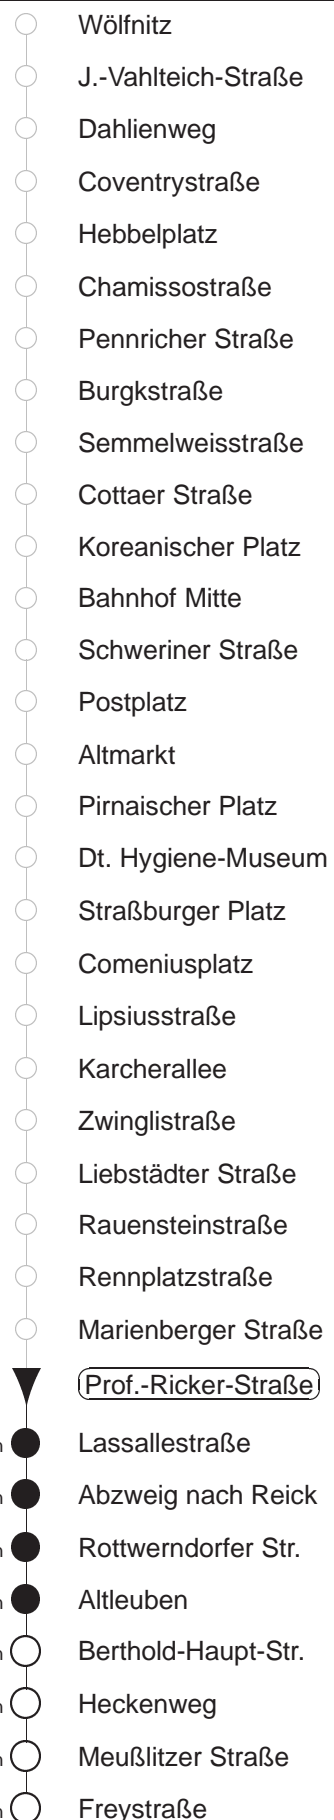 Wölfnitz
J.-Vahlteich-Straße
Dahlienweg
Coventrystraße
Hebbelplatz
Chamissostraße
Pennricher Straße
Burgkstraße
Semmelweisstraße
Cottaer Straße
Koreanischer Platz
Bahnhof Mitte
Schweriner Straße
Postplatz
Altmarkt
Pirnaischer Platz
Dt. Hygiene-Museum
Straßburger Platz
Comeniusplatz
Lipsiusstraße
Karcherallee
Zwinglistraße
Liebstädter Straße
Rauensteinstraße
Rennplatzstraße
Marienberger Straße
Prof.-Ricker-Straße
Lassallestraße
Abzweig nach Reick
Rottwerndorfer Str.
Altleuben
Berthold-Haupt-Str.
Heckenweg
Meußlitzer Straße
Freystraße